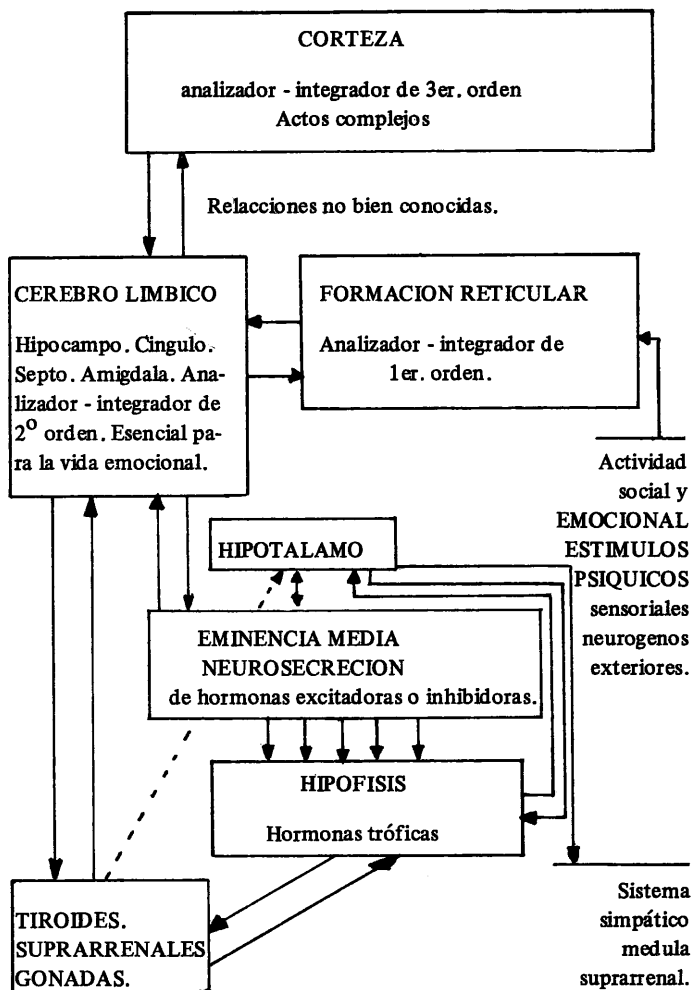 CORTEZA
analizador - integrador de 3er. orden
Actos complejos
Relacciones no bien conocidas.
CEREBRO LIMBICO
Hipocampo. Cingulo.
Septo. Amigdala. Ana-
lizador - integrador de
2º orden. Esencial pa-
ra la vida emocional.
FORMACION RETICULAR
Analizador - integrador de
1er. orden.
Actividad
social y
EMOCIONAL
ESTIMULOS
PSIQUICOS
sensoriales
neurogenos
exteriores.
HIPOTALAMO
EMINENCIA MEDIA
NEUROSECRECION
de hormonas excitadoras o inhibidoras.
HIPOFISIS
Hormonas tróficas
TIROIDES.
SUPRARRENALES
GONADAS.
Sistema
simpático
medula
suprarrenal.